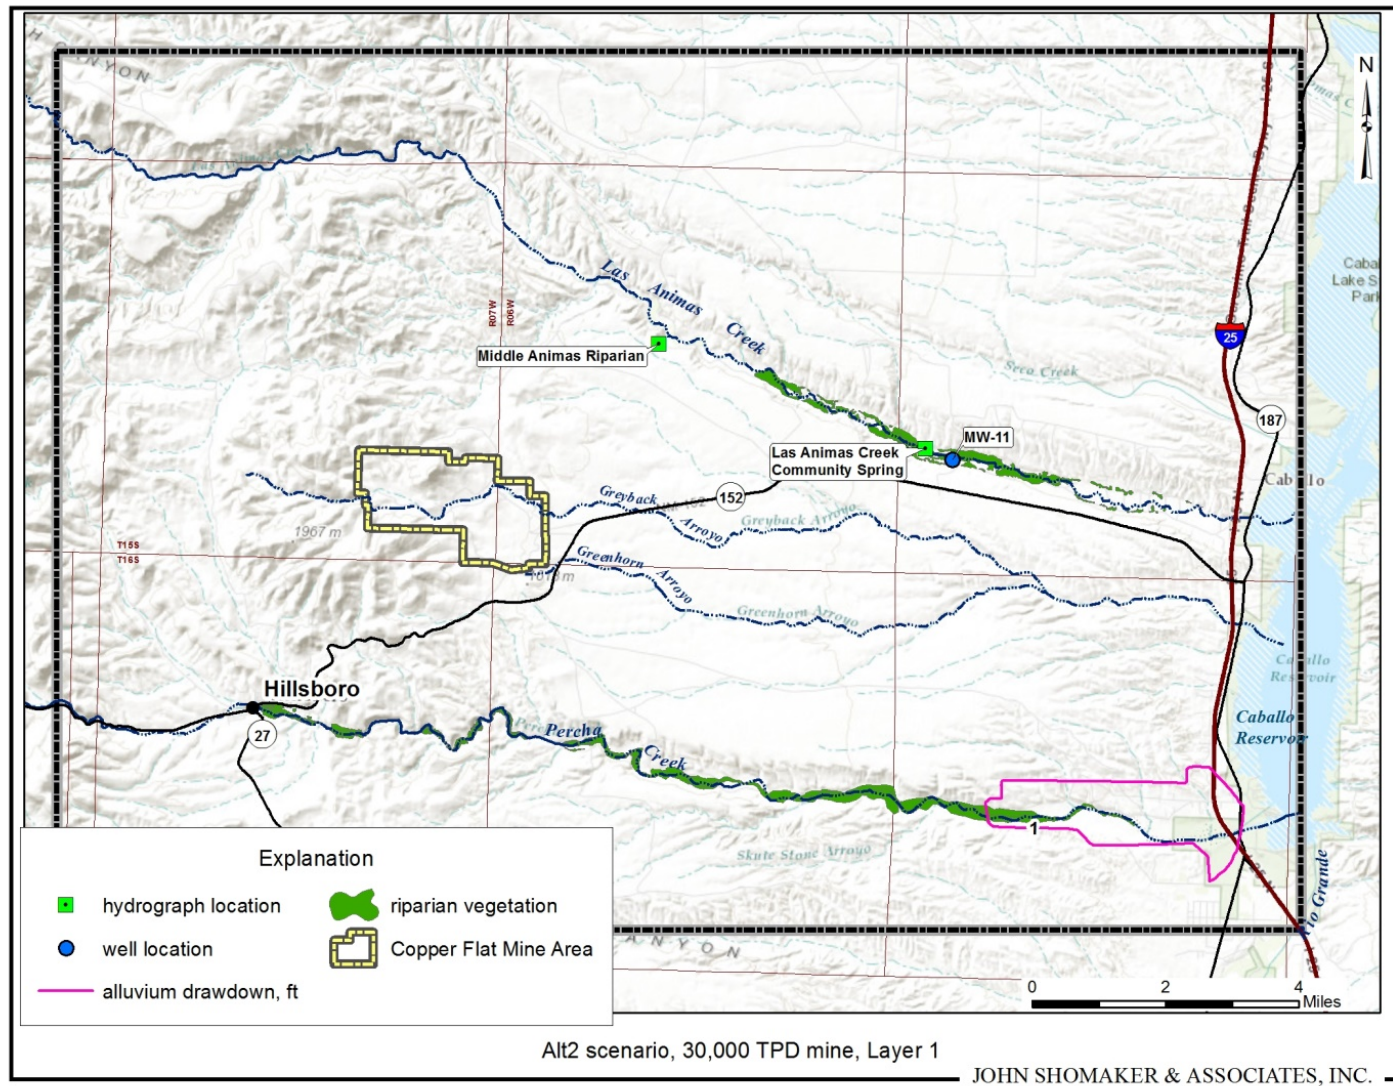 N
Las
Animas
Creek
R07W
R06W
25
Middle Animas Riparian
Caballo
Lake S
Park
Seco Creek
187
MW-11
Las Animas Creek
Community Spring
Caballo
152
Greyback
Arroyo
Greyback Arroyo
1967 m
T15S
T16S
Greenhorn
Arroyo
Greenhorn Arroyo
Caballo
Reservoir
Hillsboro
27
Percha
Creek
Caballo
Reservoir
1
Skute Stone Arroyo
Rio Grande
ANYON
Explanation
hydrograph location
riparian vegetation
well location
Copper Flat Mine Area
alluvium drawdown, ft
0 2 4
Miles
Alt2 scenario, 30,000 TPD mine, Layer 1
JOHN SHOMAKER & ASSOCIATES, INC.